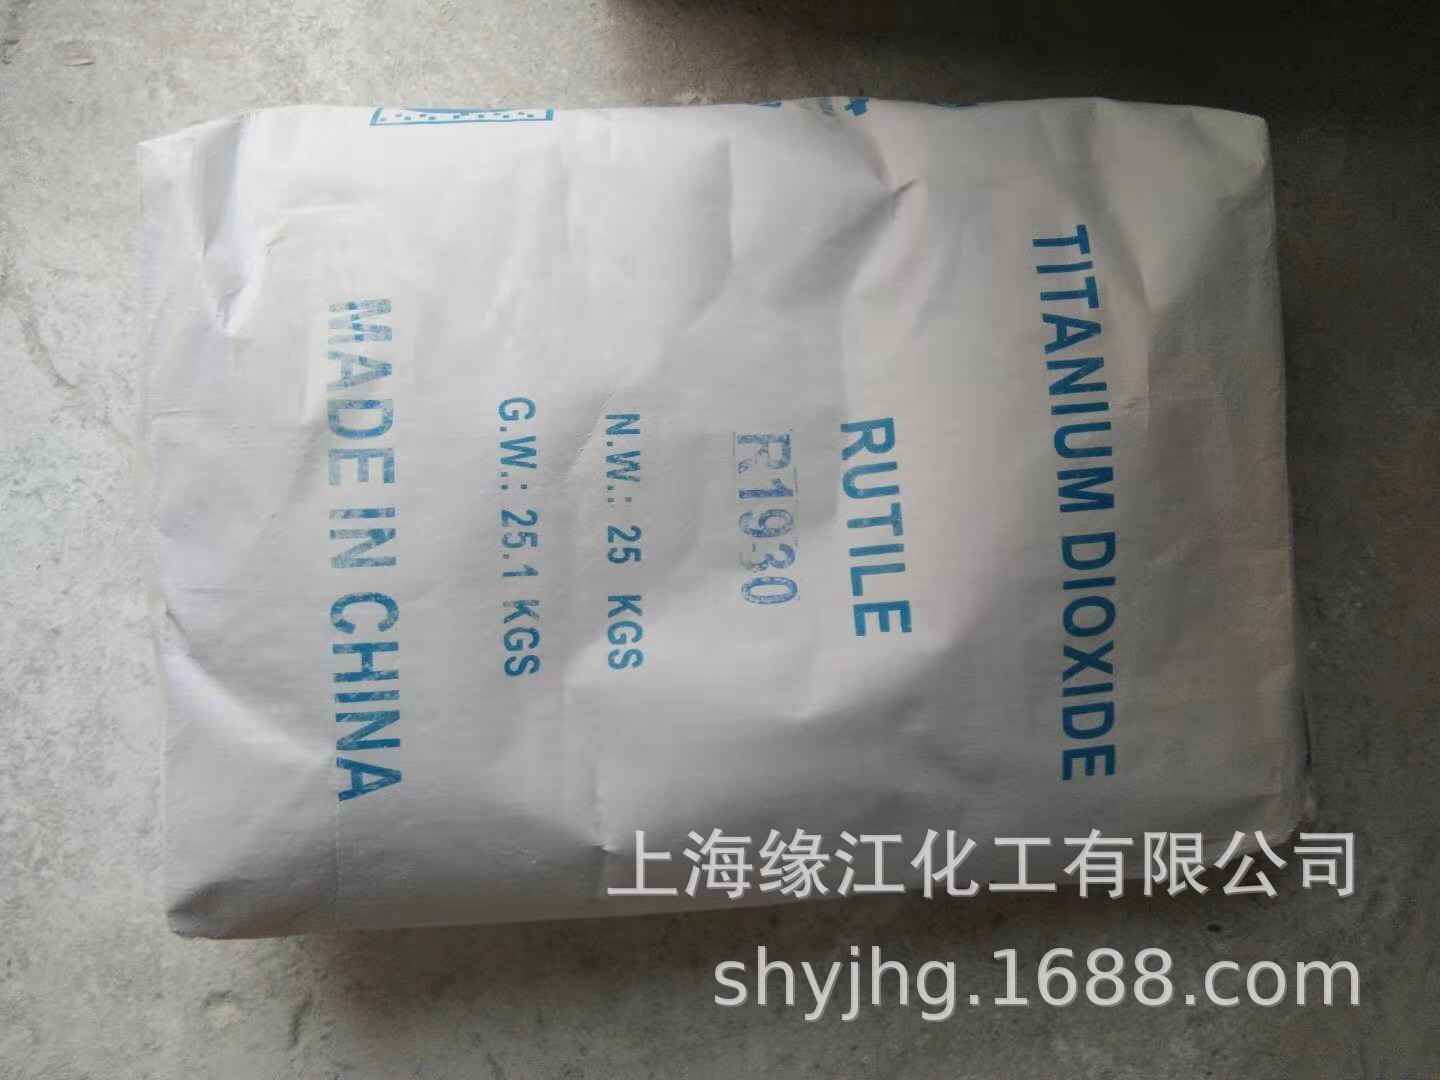 TITANIUM DIOXIDE
RUTILE
R1930
N.W.: 25 KGS
G.W.: 25.1 KGS
MADE IN CHINA
上海缘江化工有限公司
shyjhg.1688.com